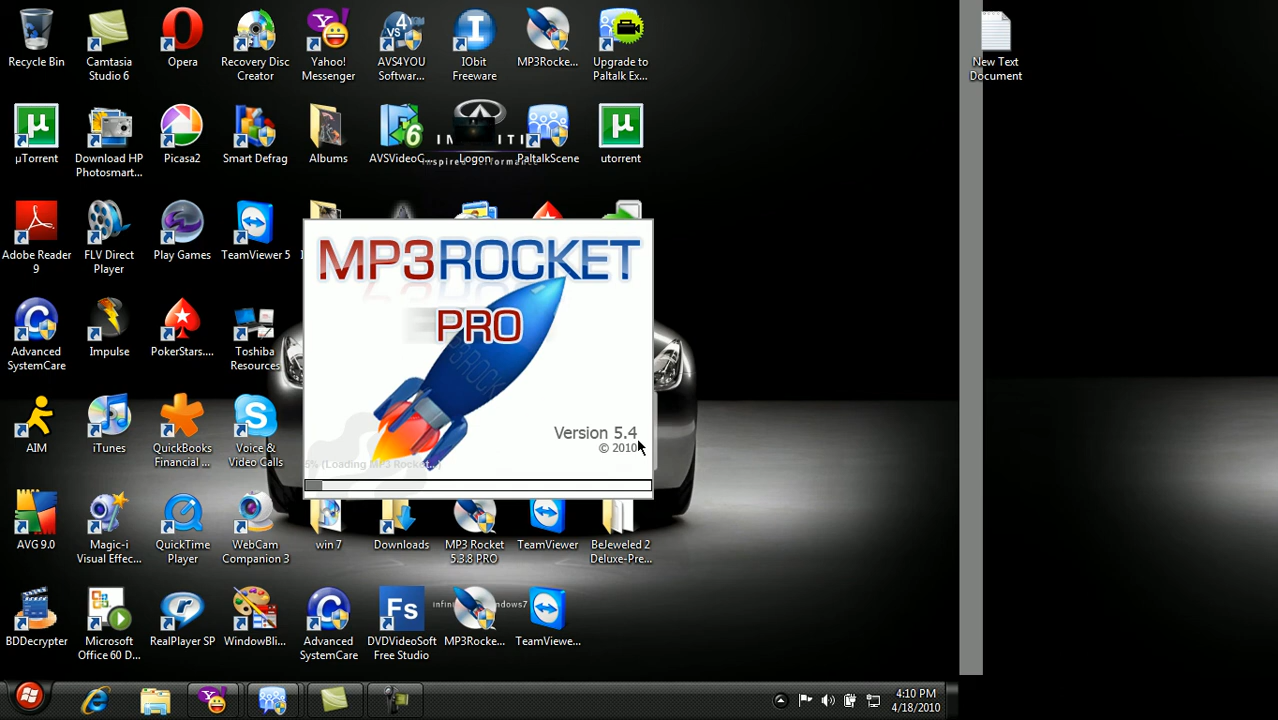 Recycle Bin
Camtasia Studio 6
Opera
Recovery Disc Creator
Yahoo! Messenger
AVS4YOU Softwar...
IObit Freeware
MP3Rocke...
Upgrade to Paltalk Ex...
New Text Document
µTorrent
Download HP Photosmart...
Picasa2
Smart Defrag
Albums
AVSVideoC...
Logon
PaltalkScene
utorrent
Adobe Reader 9
FLV Direct Player
Play Games
TeamViewer 5
MP3ROCKET
PRO
Version 5.4
© 2010
5% (Loading MP3 Rocket...)
Advanced SystemCare
Impulse
PokerStars....
Toshiba Resources
AIM
iTunes
QuickBooks Financial ...
Voice & Video Calls
AVG 9.0
Magic-i Visual Effec...
QuickTime Player
WebCam Companion 3
win 7
Downloads
MP3 Rocket 5.3.8 PRO
TeamViewer
BeJeweled 2 Deluxe-Pre...
BDDecrypter
Microsoft Office 60 D...
RealPlayer SP
WindowBli...
Advanced SystemCare
DVDVideoSoft Free Studio
MP3Rocke...
TeamViewe...
4:10 PM
4/18/2010